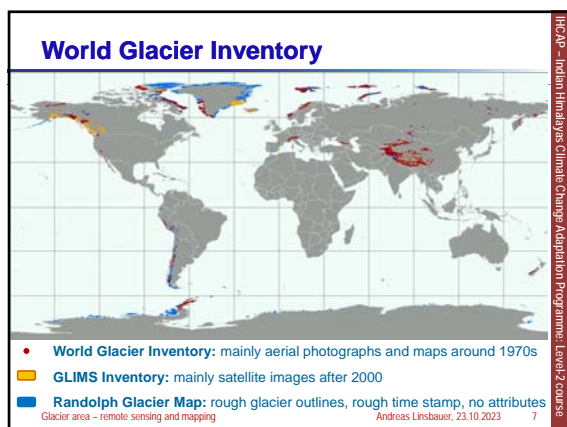 World Glacier Inventory
World Glacier Inventory: mainly aerial photographs and maps around 1970s
GLIMS Inventory: mainly satellite images after 2000
Randolph Glacier Map: rough glacier outlines, rough time stamp, no attributes
Glacier area – remote sensing and mapping
Andreas Linsbauer, 23.10.2023
7
IHCAP – Indian Himalayas Climate Change Adaptation Programme: Level-2 course